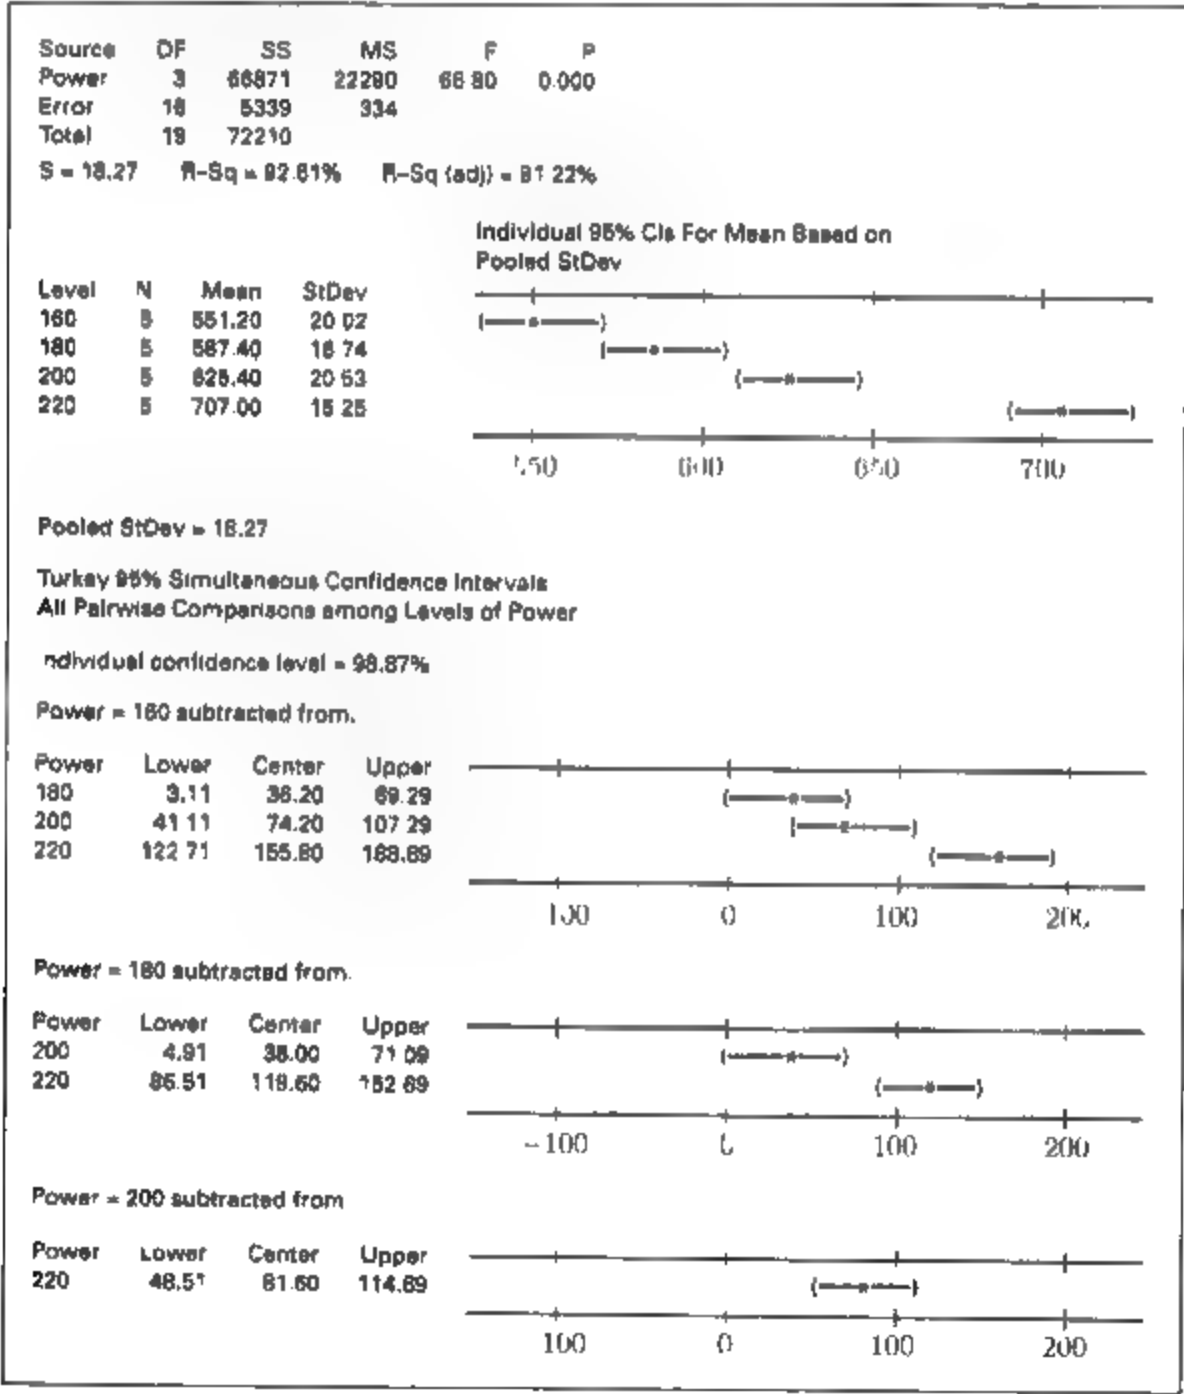 Source DF SS MS F P
Power 3 66871 22290 66 80 0.000
Error 16 5339 334
Total 19 72210
S = 18.27 R-Sq = 92.61% R-Sq (adj) = 91 22%
Individual 95% CIs For Mean Based on
Pooled StDev
Level N Mean StDev
160 5 551.20 20 02
180 5 587.40 16 74
200 5 625.40 20 53
220 5 707.00 15 25
550 600 650 700
Pooled StDev = 18.27
Turkey 95% Simultaneous Confidence Intervals
All Pairwise Comparisons among Levels of Power
ndividual confidence level = 98.87%
Power = 160 subtracted from.
Power Lower Center Upper
180 3.11 36.20 69.29
200 41 11 74.20 107 29
220 122 71 155.80 188.89
100 0 100 200
Power = 180 subtracted from.
Power Lower Center Upper
200 4.91 38.00 71 09
220 86.51 119.60 152 69
-100 0 100 200
Power = 200 subtracted from
Power Lower Center Upper
220 48.51 81.60 114.69
100 0 100 200